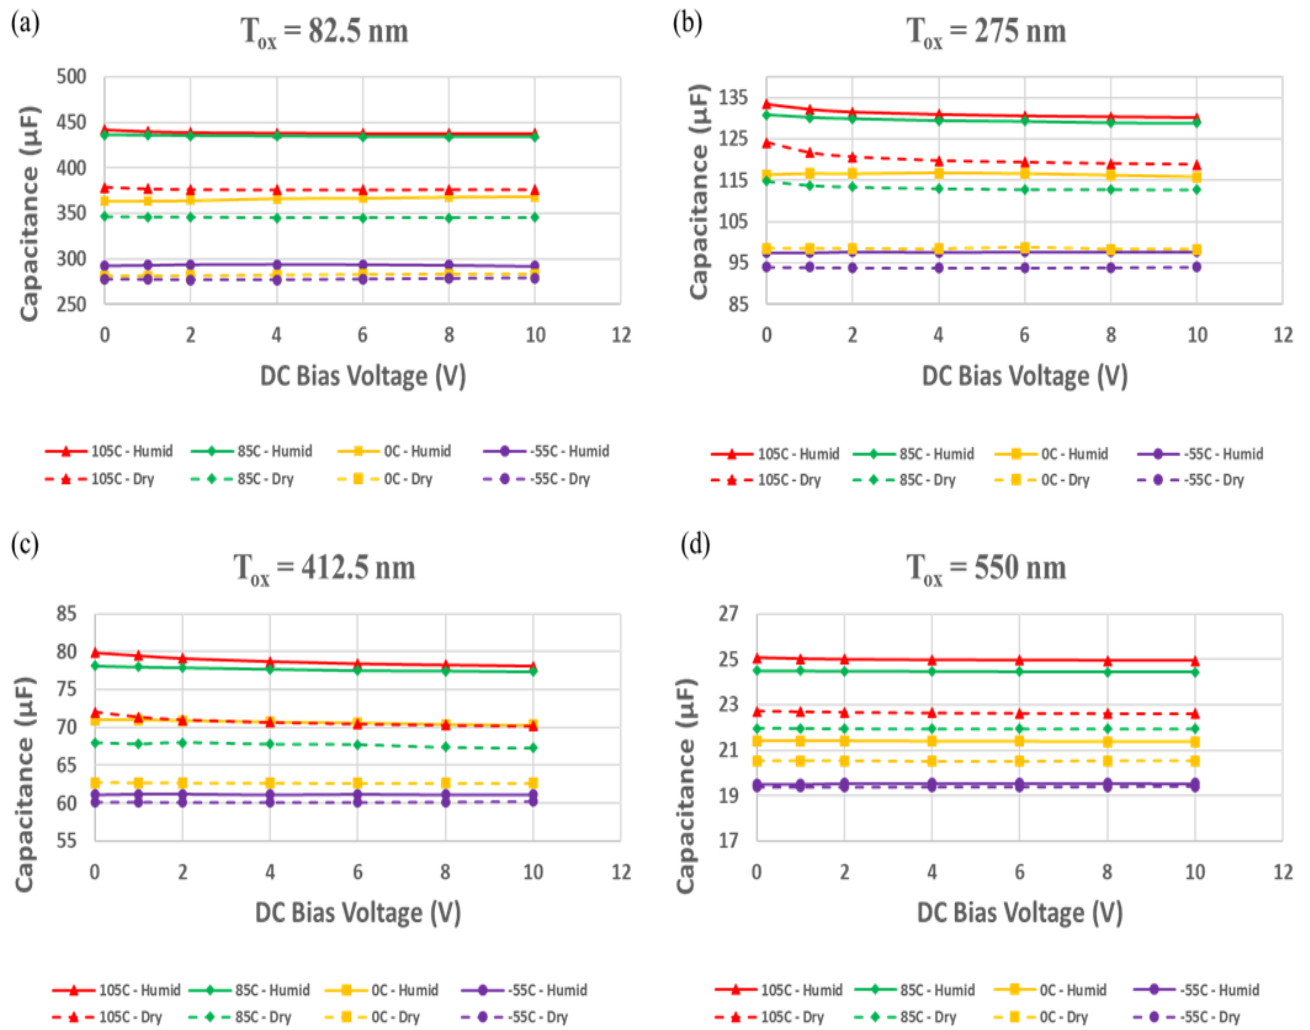 (a)
Tox = 82.5 nm
Capacitance (µF)
500
450
400
350
300
250
0 2 4 6 8 10 12
DC Bias Voltage (V)
105C - Humid 85C - Humid 0C - Humid -55C - Humid
105C - Dry 85C - Dry 0C - Dry -55C - Dry
(b)
Tox = 275 nm
Capacitance (µF)
135
125
115
105
95
85
0 2 4 6 8 10 12
DC Bias Voltage (V)
105C - Humid 85C - Humid 0C - Humid -55C - Humid
105C - Dry 85C - Dry 0C - Dry -55C - Dry
(c)
Tox = 412.5 nm
Capacitance (µF)
85
80
75
70
65
60
55
0 2 4 6 8 10 12
DC Bias Voltage (V)
105C - Humid 85C - Humid 0C - Humid -55C - Humid
105C - Dry 85C - Dry 0C - Dry -55C - Dry
(d)
Tox = 550 nm
Capacitance (µF)
27
25
23
21
19
17
0 2 4 6 8 10 12
DC Bias Voltage (V)
105C - Humid 85C - Humid 0C - Humid -55C - Humid
105C - Dry 85C - Dry 0C - Dry -55C - Dry